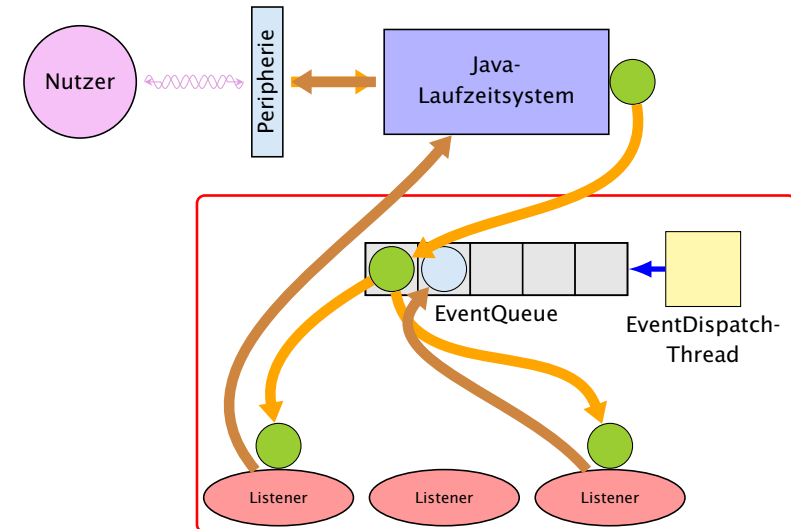 Nutzer
Peripherie
Java-
Laufzeitsystem
EventQueue
EventDispatch-
Thread
Listener
Listener
Listener